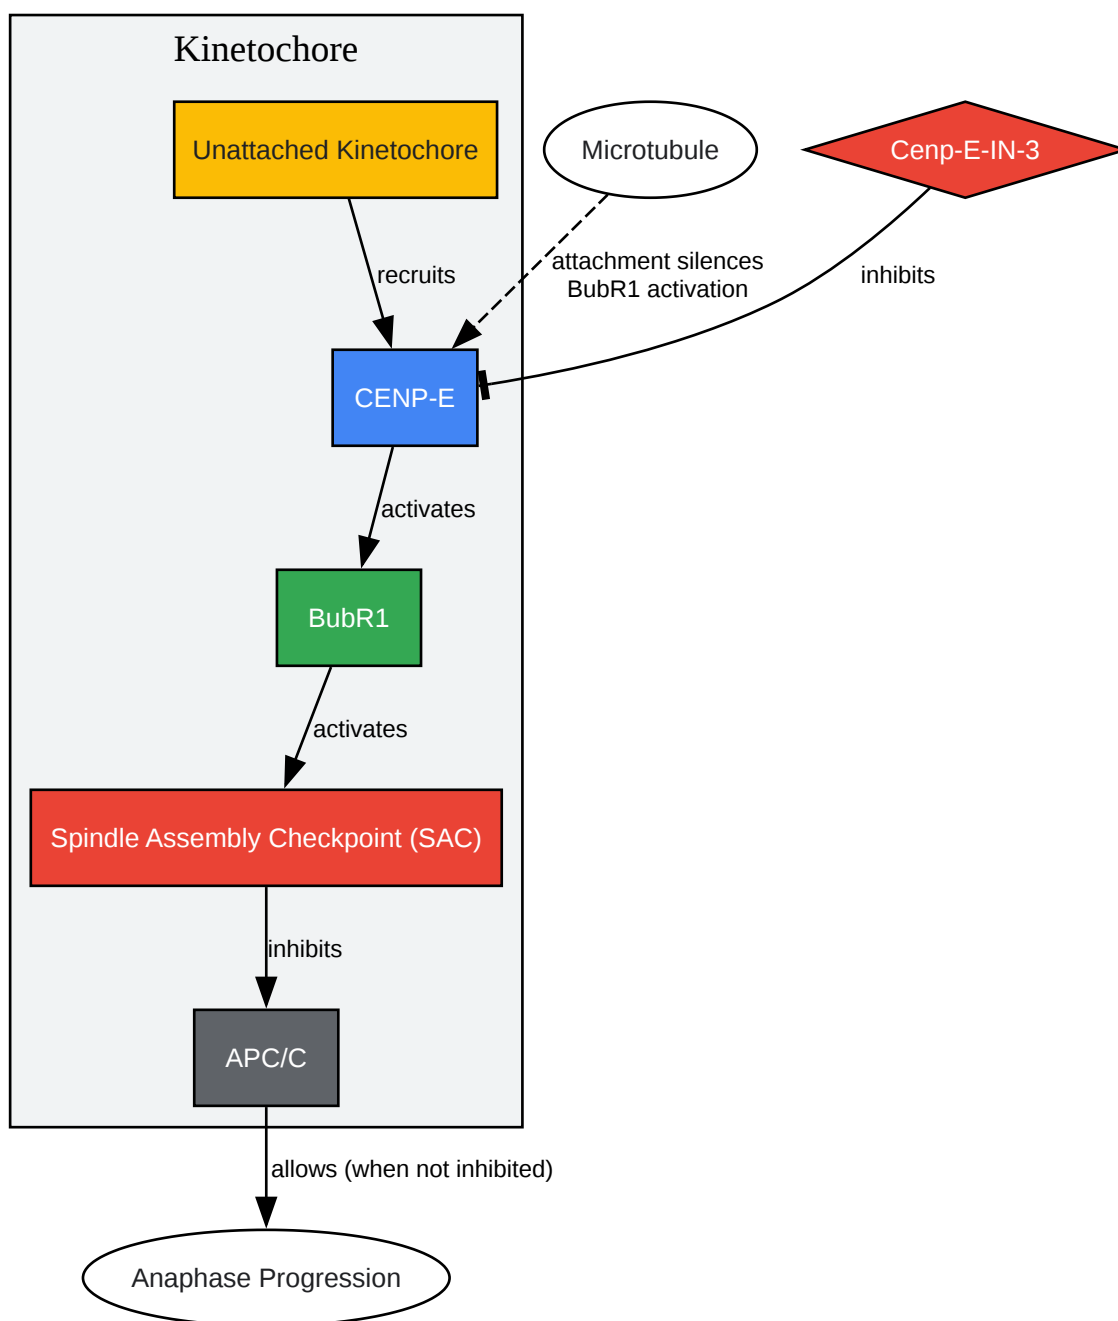 Kinetochore
Unattached Kinetochore
Microtubule
Cenp-E-IN-3
recruits
attachment silences
BubR1 activation
inhibits
CENP-E
activates
BubR1
activates
Spindle Assembly Checkpoint (SAC)
inhibits
APC/C
allows (when not inhibited)
Anaphase Progression